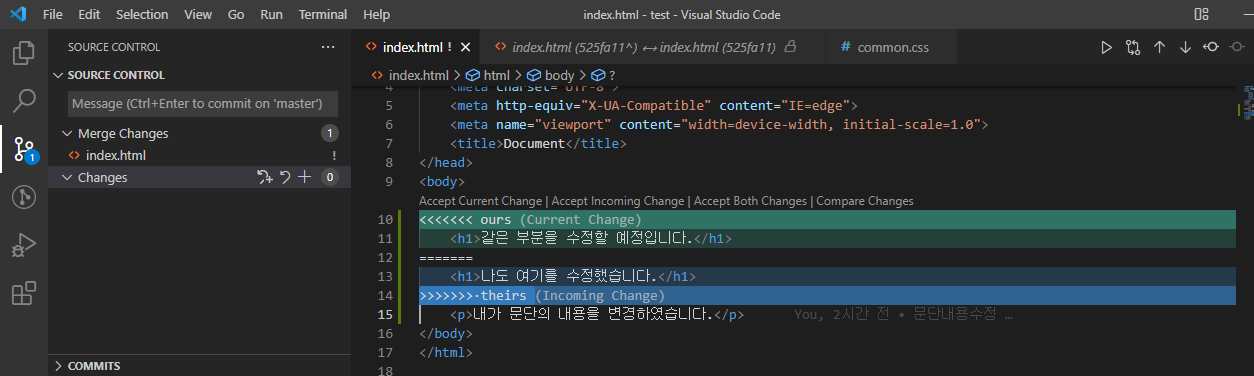 File Edit Selection View Go Run Terminal Help index.html - test - Visual Studio Code
SOURCE CONTROL ···
SOURCE CONTROL
Message (Ctrl+Enter to commit on 'master')
Merge Changes 1
index.html !
Changes 0
1
COMMITS
index.html ! index.html (525fa11^) ↔ index.html (525fa11) # common.css
index.html > html > body > ?
4 <meta charset="UTF-8">
5 <meta http-equiv="X-UA-Compatible" content="IE=edge">
6 <meta name="viewport" content="width=device-width, initial-scale=1.0">
7 <title>Document</title>
8 </head>
9 <body>
Accept Current Change | Accept Incoming Change | Accept Both Changes | Compare Changes
10 <<<<<<< ours (Current Change)
11 <h1>같은 부분을 수정할 예정입니다.</h1>
12 =======
13 <h1>나도 여기를 수정했습니다.</h1>
14 >>>>>>>·theirs (Incoming Change)
15 <p>내가 문단의 내용을 변경하였습니다.</p> You, 2시간 전 • 문단내용수정 …
16 </body>
17 </html>
18